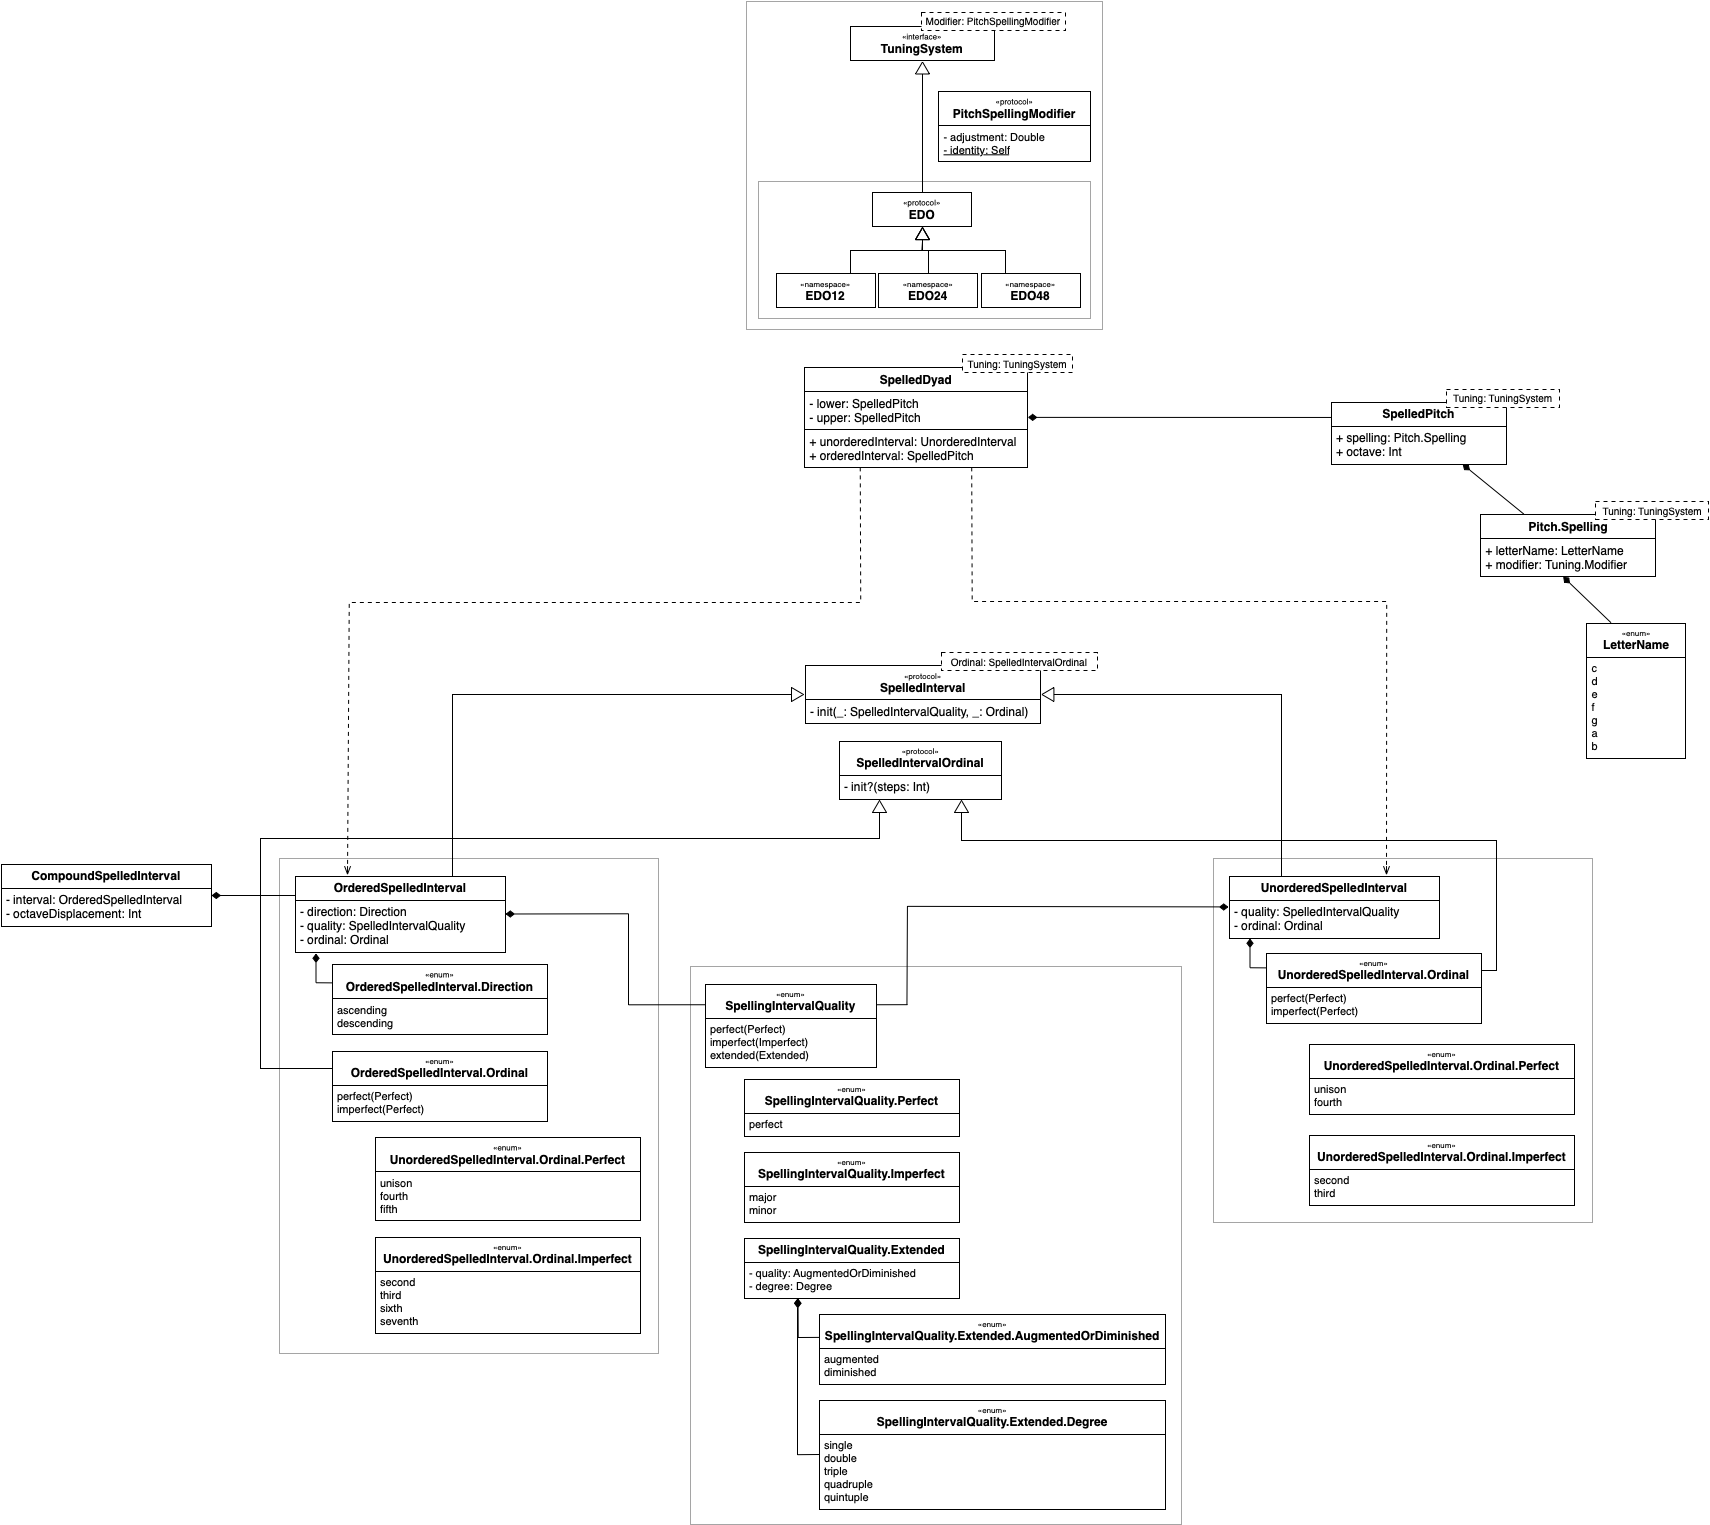 Modifier: PitchSpellingModifier
«interface»
TuningSystem
«protocol»
PitchSpellingModifier
- adjustment: Double
- identity: Self
«protocol»
EDO
«namespace»
EDO12
«namespace»
EDO24
«namespace»
EDO48
Tuning: TuningSystem
SpelledDyad
- lower: SpelledPitch
- upper: SpelledPitch
+ unorderedInterval: UnorderedInterval
+ orderedInterval: SpelledPitch
Tuning: TuningSystem
SpelledPitch
+ spelling: Pitch.Spelling
+ octave: Int
Tuning: TuningSystem
Pitch.Spelling
+ letterName: LetterName
+ modifier: Tuning.Modifier
«enum»
LetterName
c
d
e
f
g
a
b
Ordinal: SpelledIntervalOrdinal
«protocol»
SpelledInterval
- init(_: SpelledIntervalQuality, _: Ordinal)
«protocol»
SpelledIntervalOrdinal
- init?(steps: Int)
CompoundSpelledInterval
- interval: OrderedSpelledInterval
- octaveDisplacement: Int
OrderedSpelledInterval
- direction: Direction
- quality: SpelledIntervalQuality
- ordinal: Ordinal
«enum»
OrderedSpelledInterval.Direction
ascending
descending
«enum»
OrderedSpelledInterval.Ordinal
perfect(Perfect)
imperfect(Perfect)
«enum»
UnorderedSpelledInterval.Ordinal.Perfect
unison
fourth
fifth
«enum»
UnorderedSpelledInterval.Ordinal.Imperfect
second
third
sixth
seventh
«enum»
SpellingIntervalQuality
perfect(Perfect)
imperfect(Imperfect)
extended(Extended)
«enum»
SpellingIntervalQuality.Perfect
perfect
«enum»
SpellingIntervalQuality.Imperfect
major
minor
SpellingIntervalQuality.Extended
- quality: AugmentedOrDiminished
- degree: Degree
«enum»
SpellingIntervalQuality.Extended.AugmentedOrDiminished
augmented
diminished
«enum»
SpellingIntervalQuality.Extended.Degree
single
double
triple
quadruple
quintuple
UnorderedSpelledInterval
- quality: SpelledIntervalQuality
- ordinal: Ordinal
«enum»
UnorderedSpelledInterval.Ordinal
perfect(Perfect)
imperfect(Perfect)
«enum»
UnorderedSpelledInterval.Ordinal.Perfect
unison
fourth
«enum»
UnorderedSpelledInterval.Ordinal.Imperfect
second
third